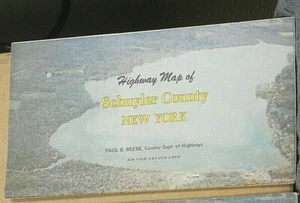 Highway Map of
Schuyler County
NEW YORK
PAUL R. BEEBE, County Supt. of Highways
AIR VIEW CAYUTA LAKE